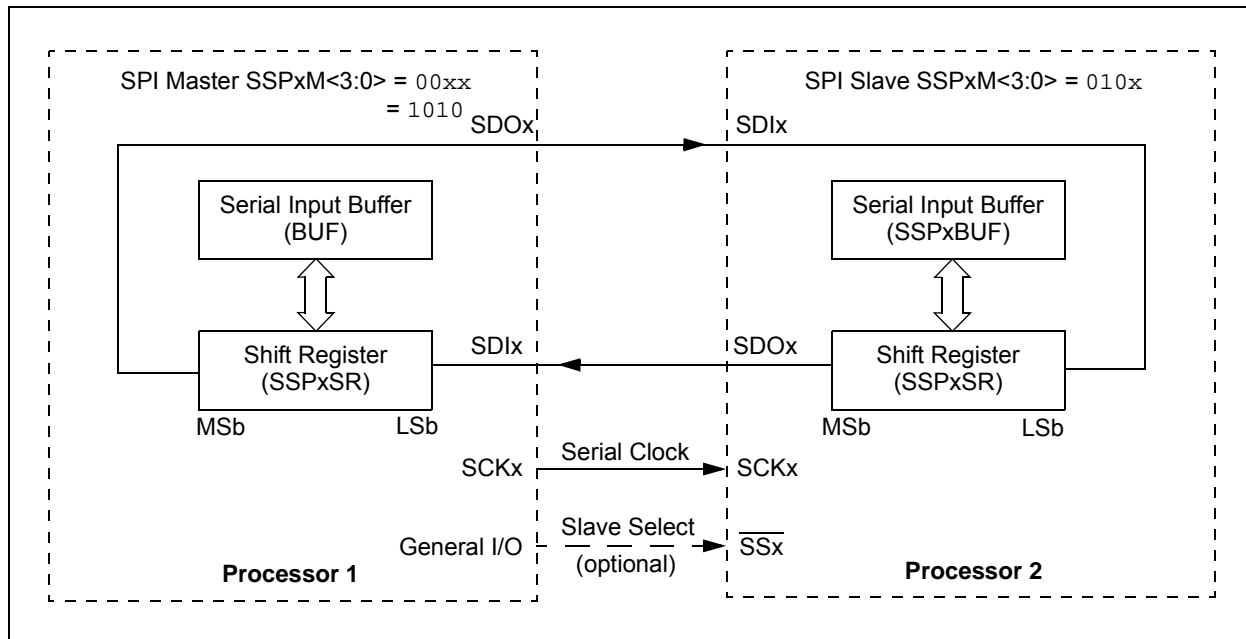 SPI Master SSPxM<3:0> = 00xx
= 1010
SPI Slave SSPxM<3:0> = 010x
SDOx
SDIx
Serial Input Buffer
(BUF)
Serial Input Buffer
(SSPxBUF)
SDIx
SDOx
Shift Register
(SSPxSR)
Shift Register
(SSPxSR)
MSb
LSb
MSb
LSb
SCKx
Serial Clock
SCKx
General I/O
Slave Select
(optional)
S̅S̅x̅
Processor 1
Processor 2